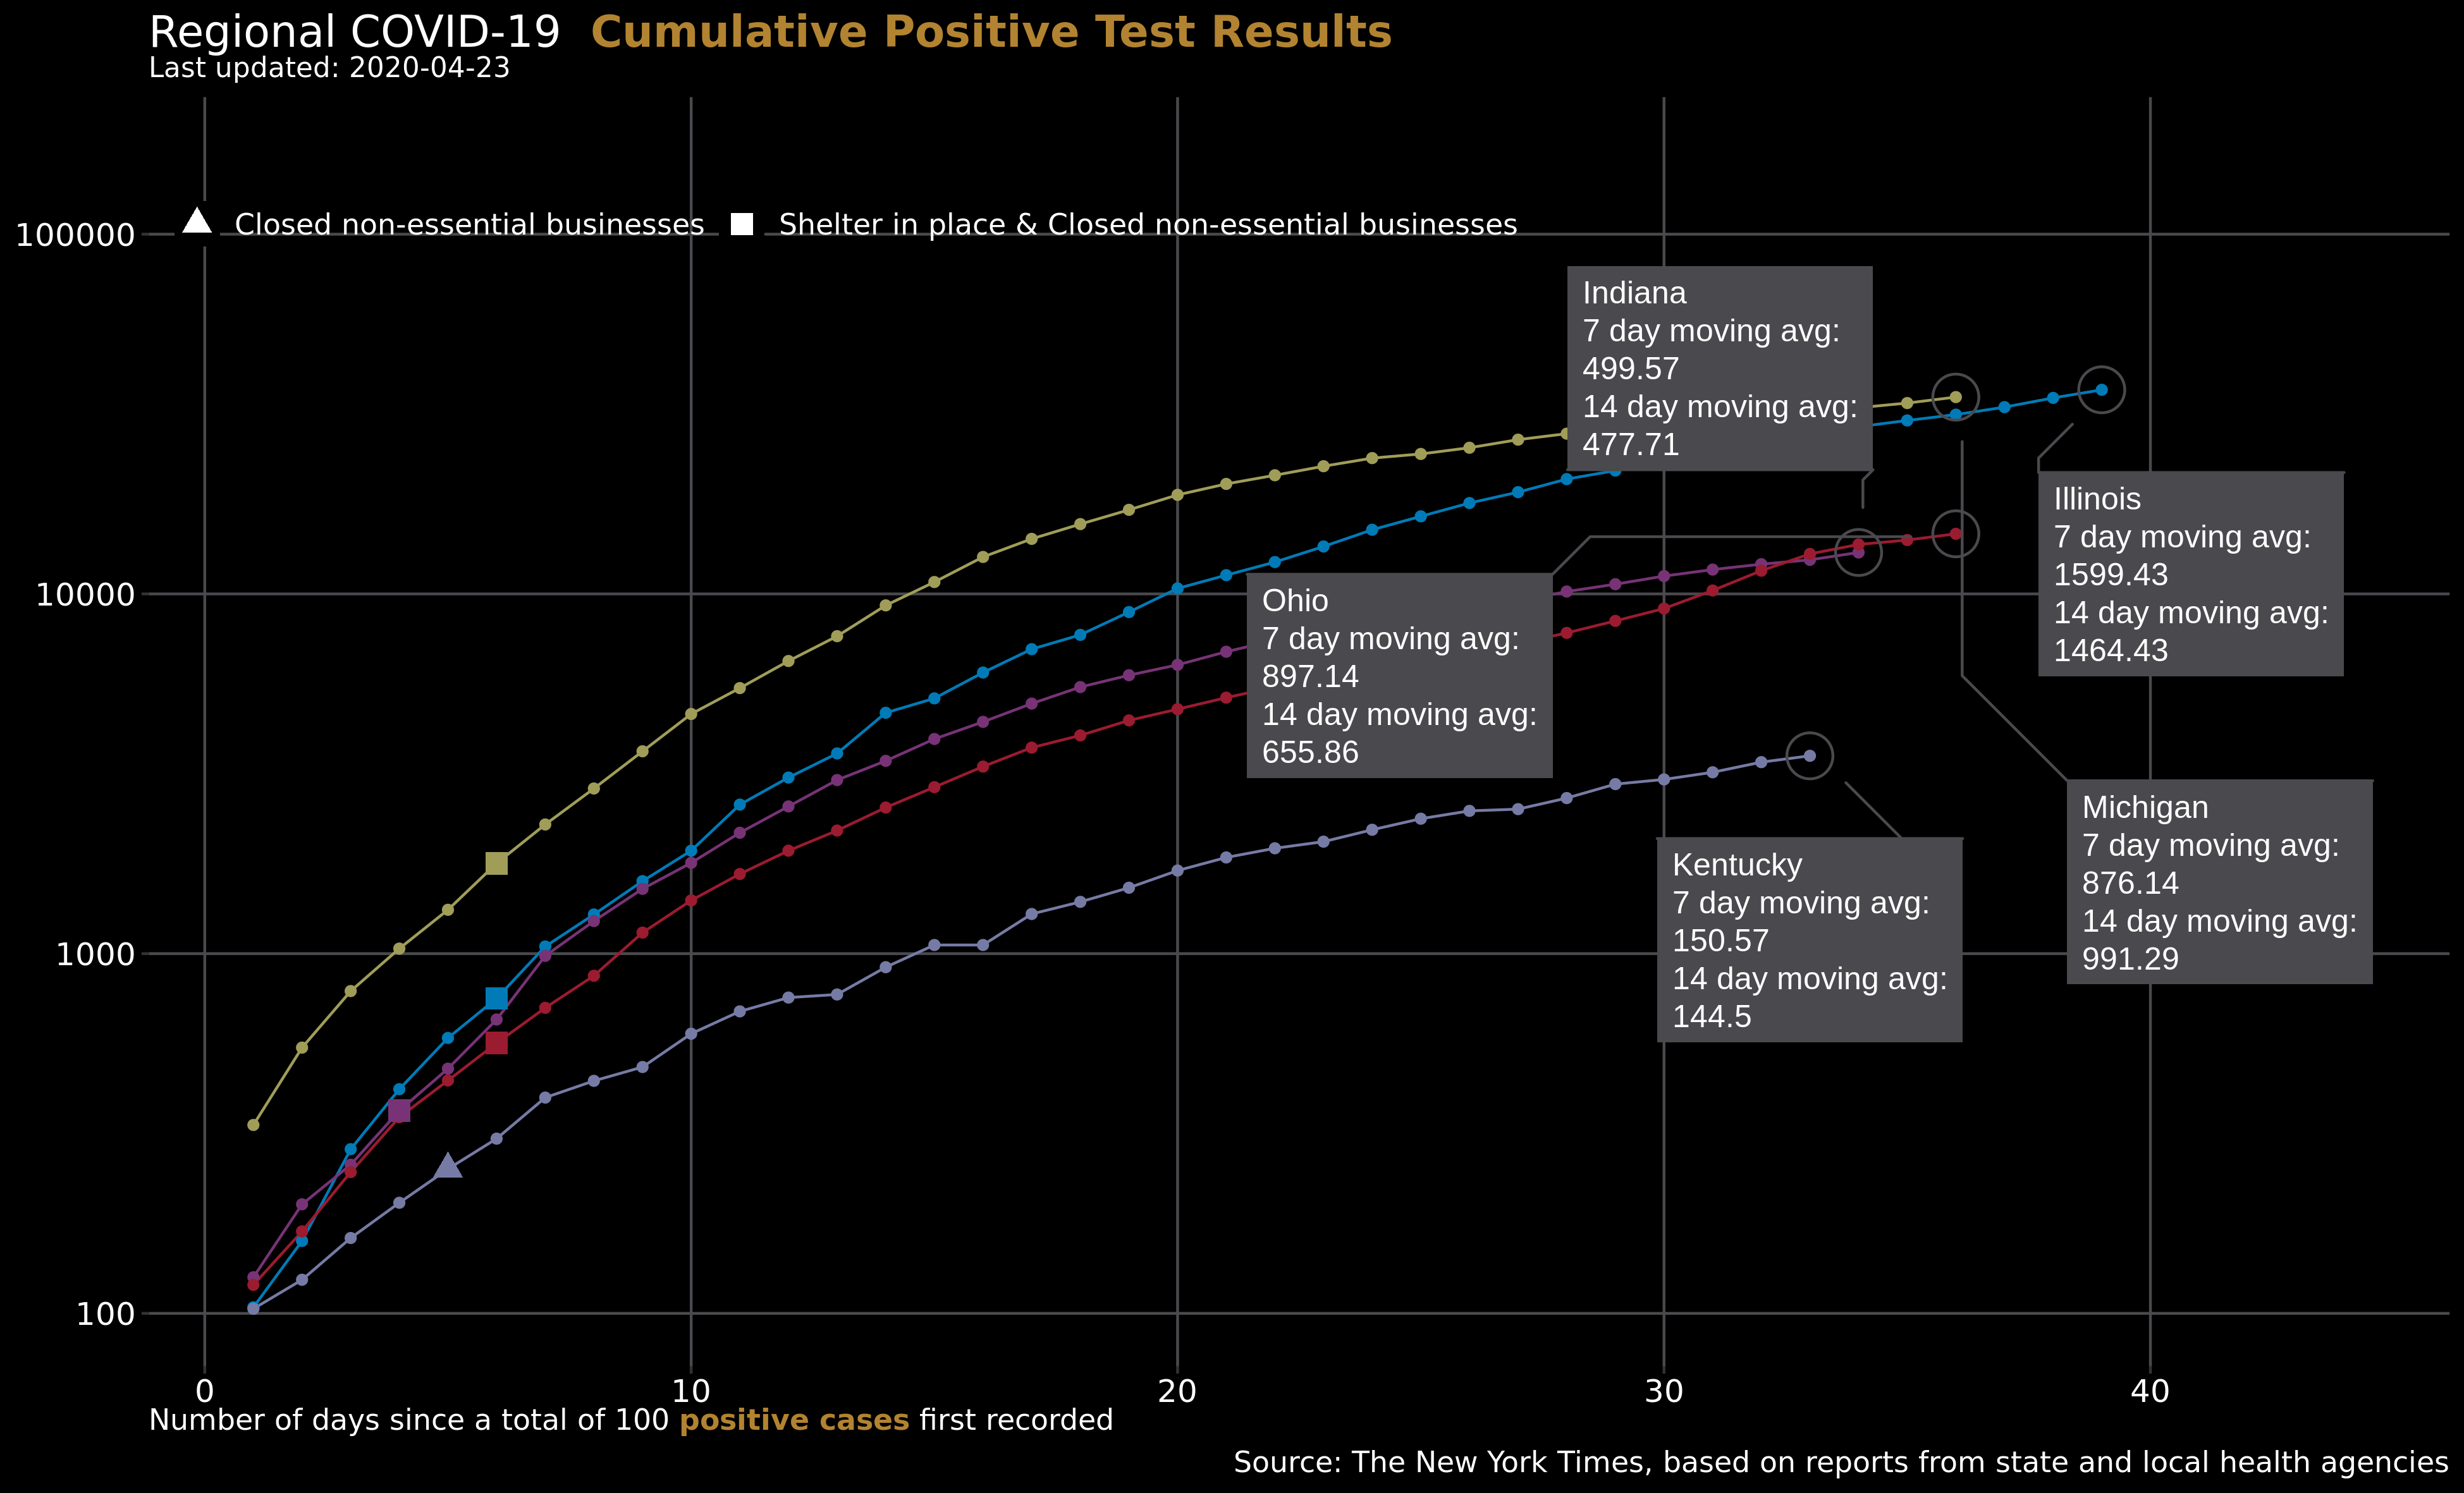 Regional COVID-19 Cumulative Positive Test Results
Last updated: 2020-04-23
Closed non-essential businesses
Shelter in place & Closed non-essential businesses
100000
10000
1000
100
Indiana
7 day moving avg:
499.57
14 day moving avg:
477.71
Illinois
7 day moving avg:
1599.43
14 day moving avg:
1464.43
Ohio
7 day moving avg:
897.14
14 day moving avg:
655.86
Michigan
7 day moving avg:
876.14
14 day moving avg:
991.29
Kentucky
7 day moving avg:
150.57
14 day moving avg:
144.5
0 10 20 30 40
Number of days since a total of 100 positive cases first recorded
Source: The New York Times, based on reports from state and local health agencies